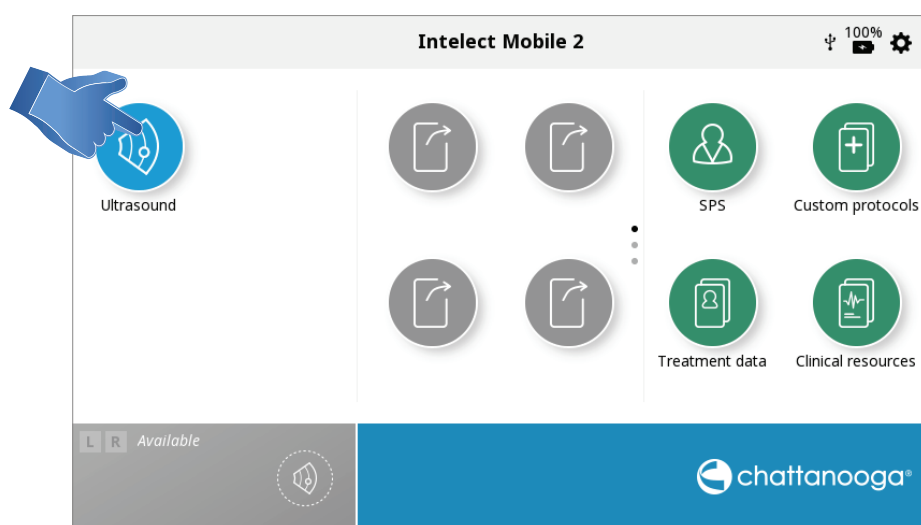 Intelect Mobile 2
100%
Ultrasound
SPS
Custom protocols
Treatment data
Clinical resources
L R Available
chattanooga®